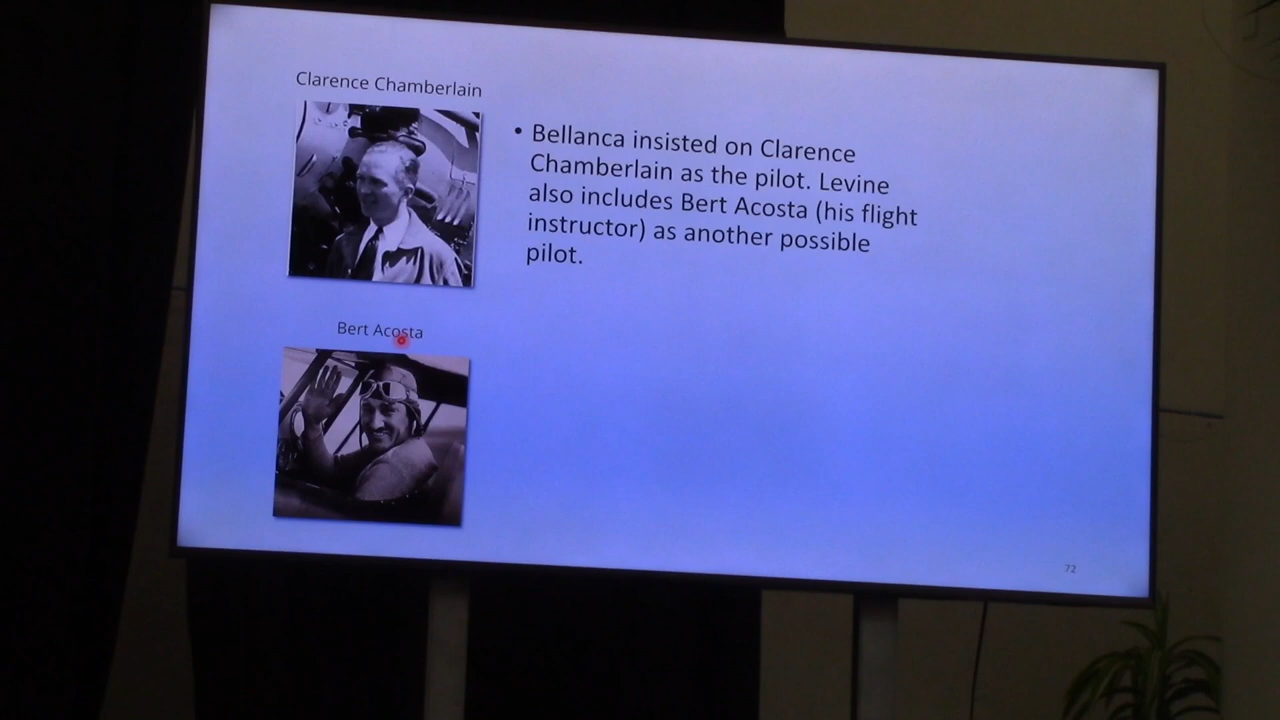 Clarence Chamberlain
• Bellanca insisted on Clarence
Chamberlain as the pilot. Levine
also includes Bert Acosta (his flight
instructor) as another possible
pilot.
Bert Acosta
72